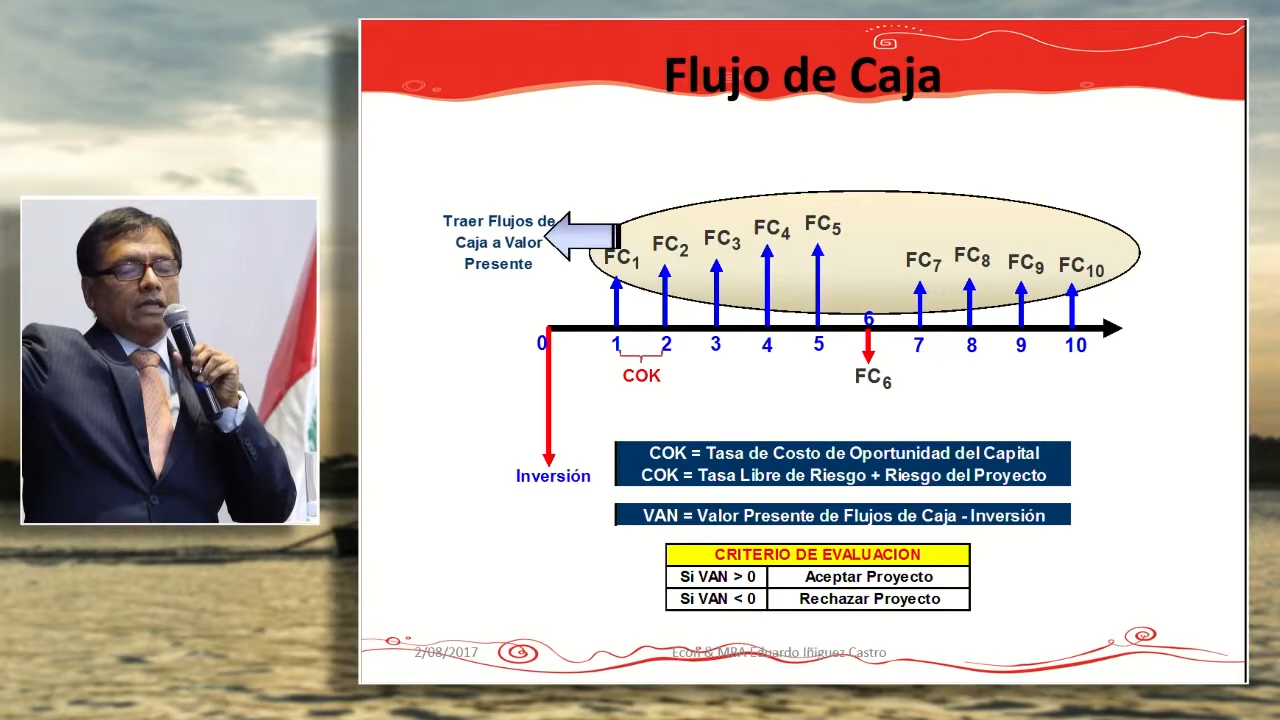 Flujo de Caja
Traer Flujos de
Caja a Valor
Presente
FC1
FC2
FC3
FC4
FC5
FC7
FC8
FC9
FC10
0
1
2
3
4
5
6
7
8
9
10
COK
FC6
Inversión
COK = Tasa de Costo de Oportunidad del Capital
COK = Tasa Libre de Riesgo + Riesgo del Proyecto
VAN = Valor Presente de Flujos de Caja - Inversión
CRITERIO DE EVALUACION
Si VAN > 0 Aceptar Proyecto
Si VAN < 0 Rechazar Proyecto
2/08/2017
Econ & MBA Eduardo Iñiguez Castro